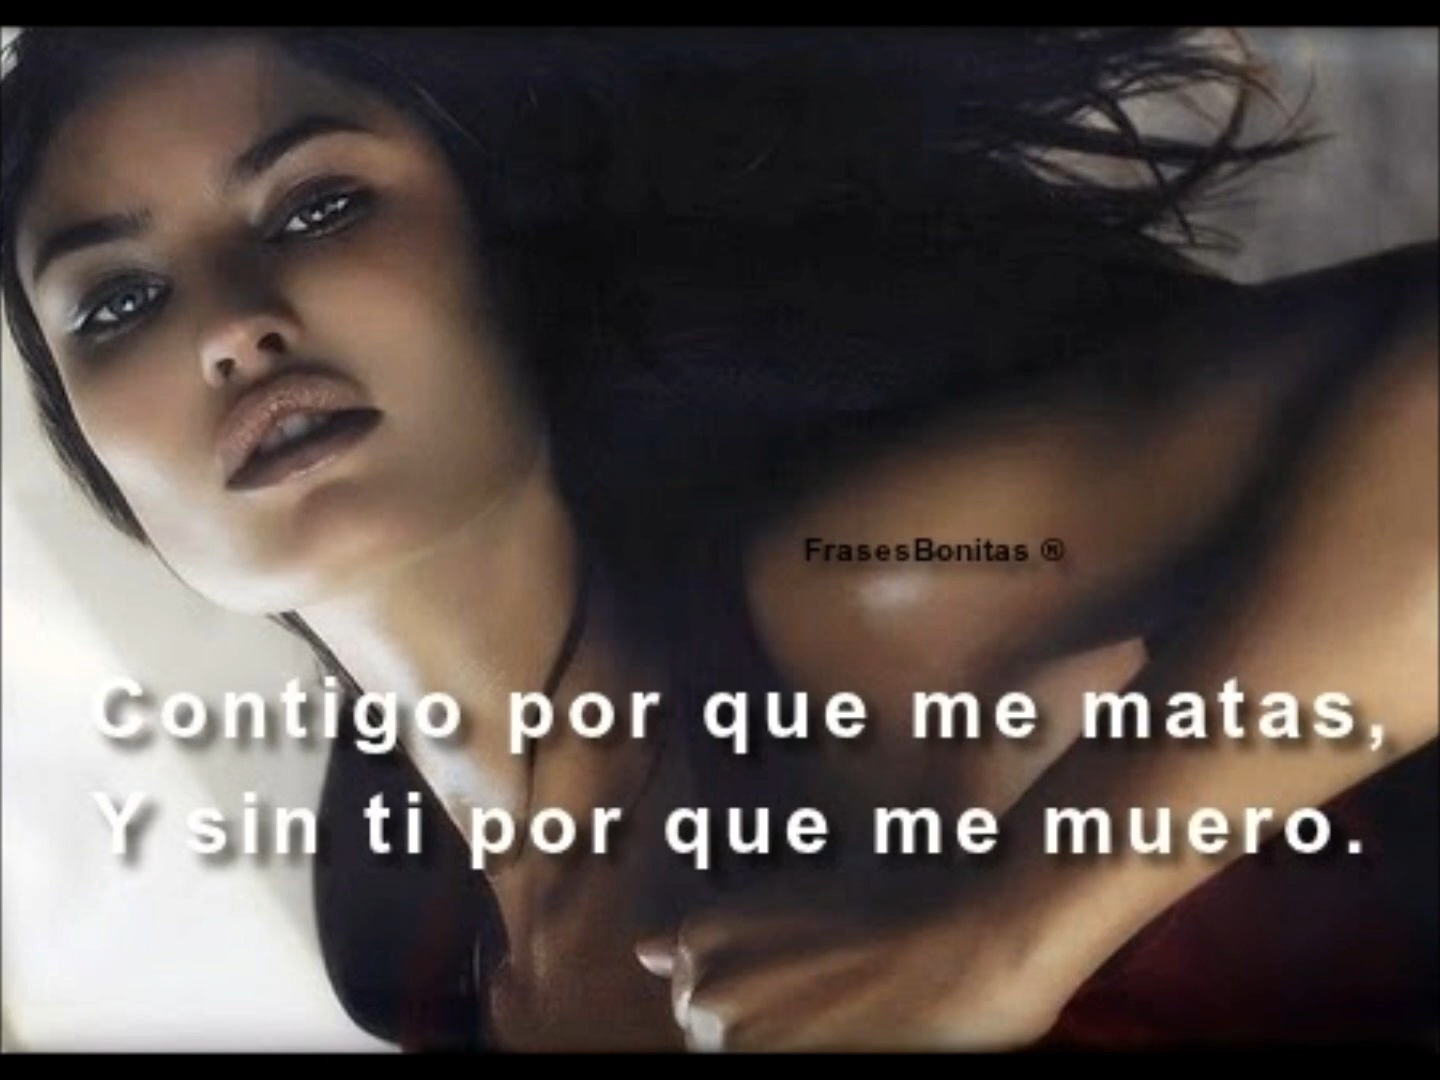 FrasesBonitas ®
Contigo por que me matas,
Y sin ti por que me muero.